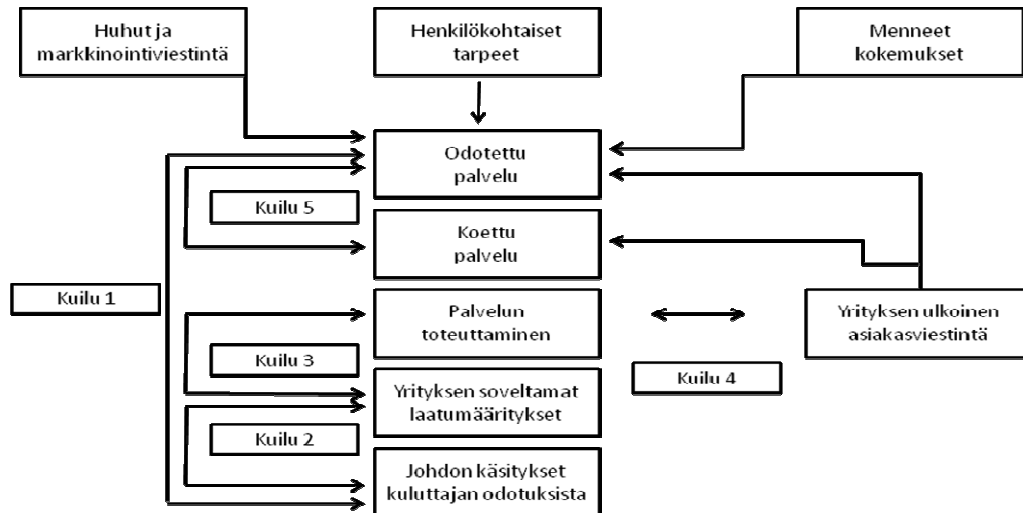 Huhut ja
markkinointiviestintä
Henkilökohtaiset
tarpeet
Menneet
kokemukset
Odotettu
palvelu
Kuilu 5
Koettu
palvelu
Kuilu 1
Palvelun
toteuttaminen
Yrityksen ulkoinen
asiakasviestintä
Kuilu 3
Kuilu 4
Yrityksen soveltamat
laatumääritykset
Kuilu 2
Johdon käsitykset
kuluttajan odotuksista